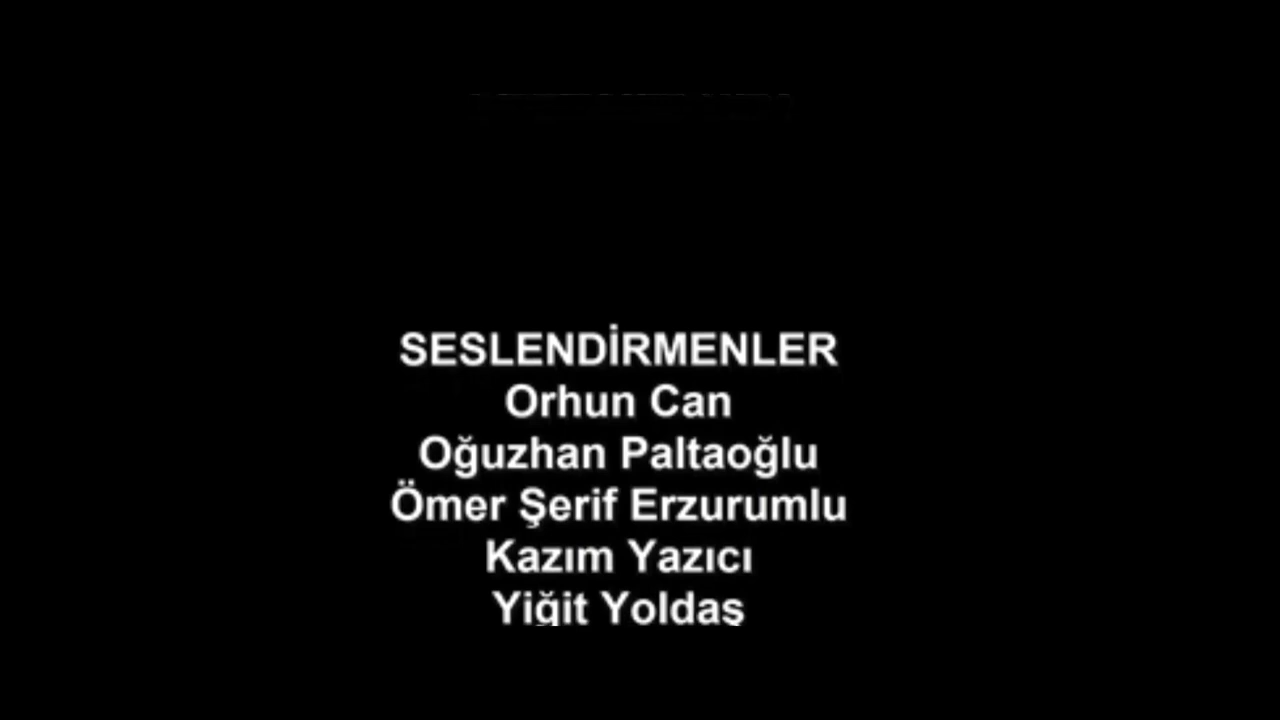 SESLENDİRMENLER
Orhun Can
Oğuzhan Paltaoğlu
Ömer Şerif Erzurumlu
Kazım Yazıcı
Yiğit Yoldaş